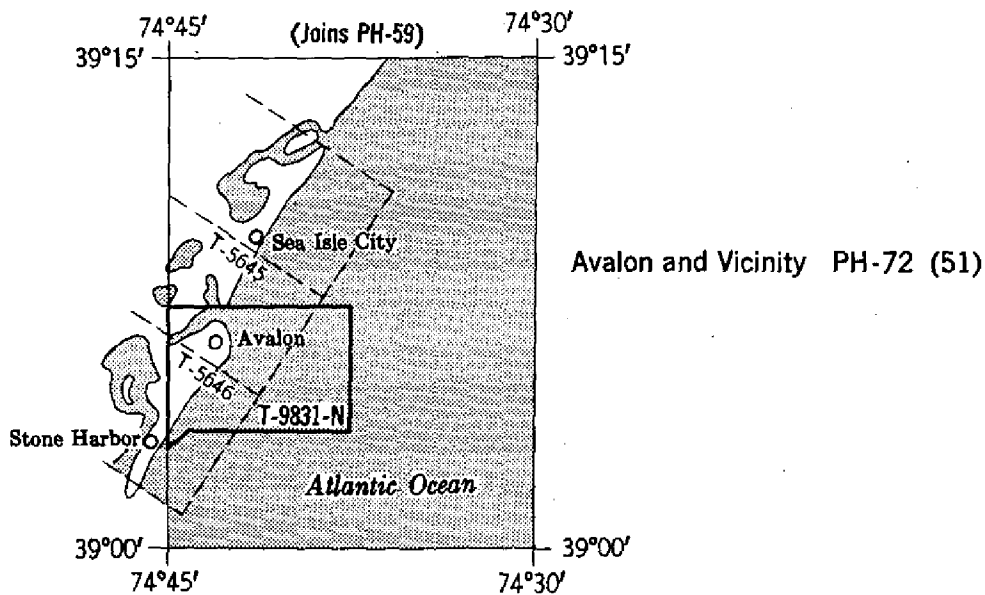 74°45′
(Joins PH-59)
74°30′
39°15′
39°15′
Sea Isle City
T-5645
Avalon and Vicinity PH-72 (51)
Avalon
T-5646
T-9831-N
Stone Harbor
Atlantic Ocean
39°00′
39°00′
74°45′
74°30′